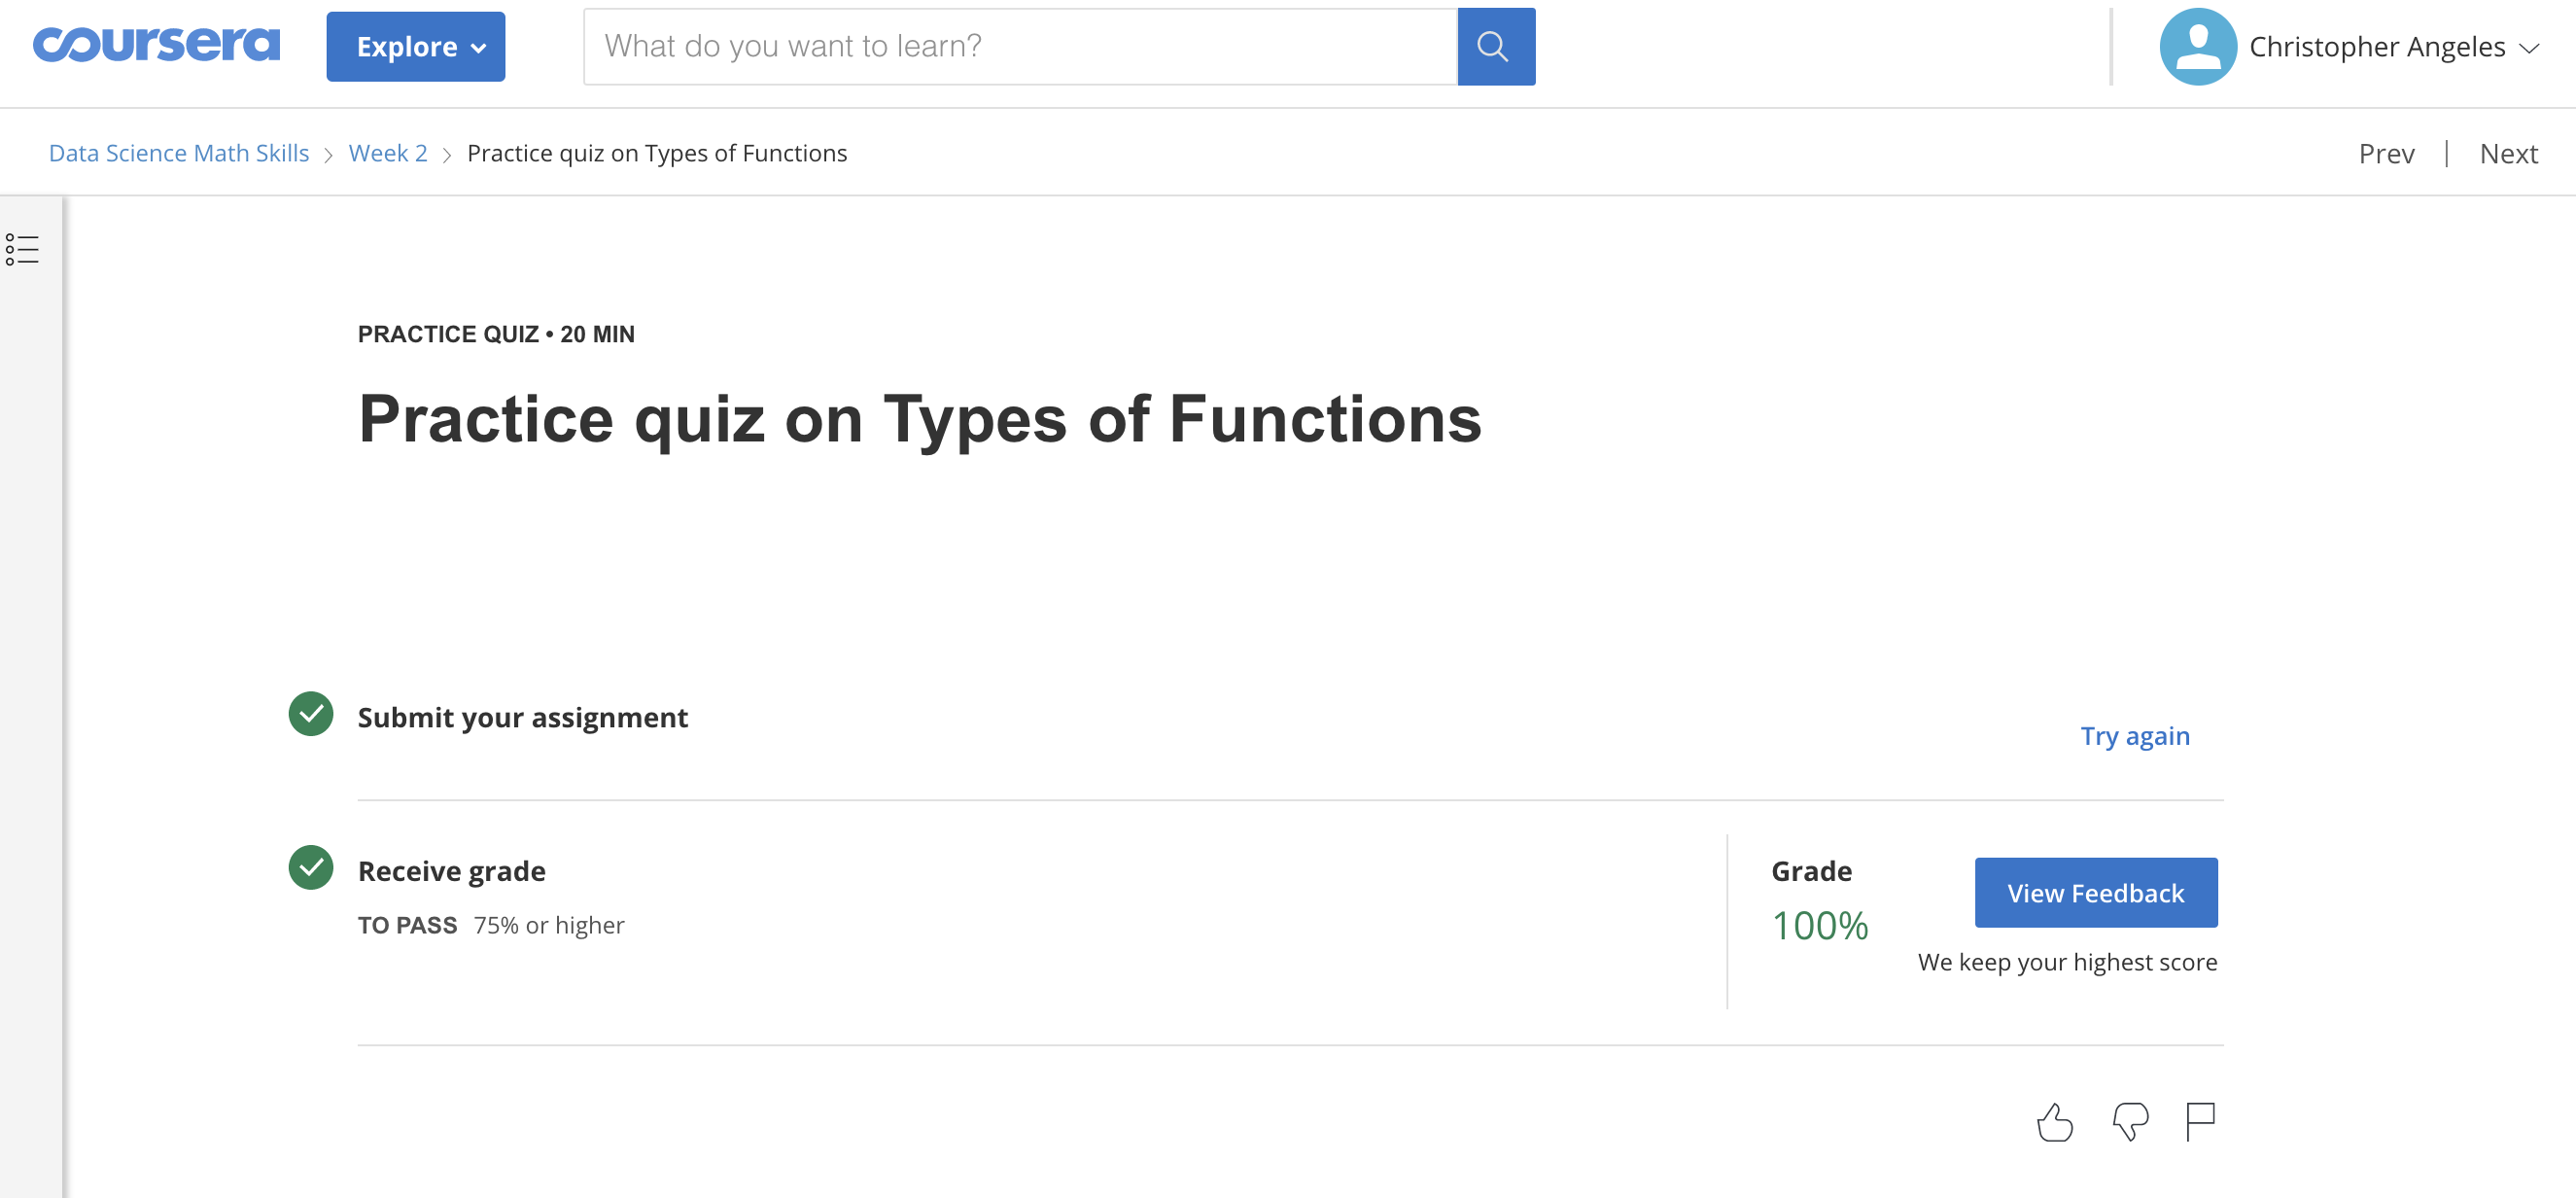 coursera
Explore
What do you want to learn?
Christopher Angeles
Data Science Math Skills > Week 2 > Practice quiz on Types of Functions
Prev | Next
PRACTICE QUIZ • 20 MIN
Practice quiz on Types of Functions
Submit your assignment
Try again
Receive grade
TO PASS 75% or higher
Grade
100%
View Feedback
We keep your highest score